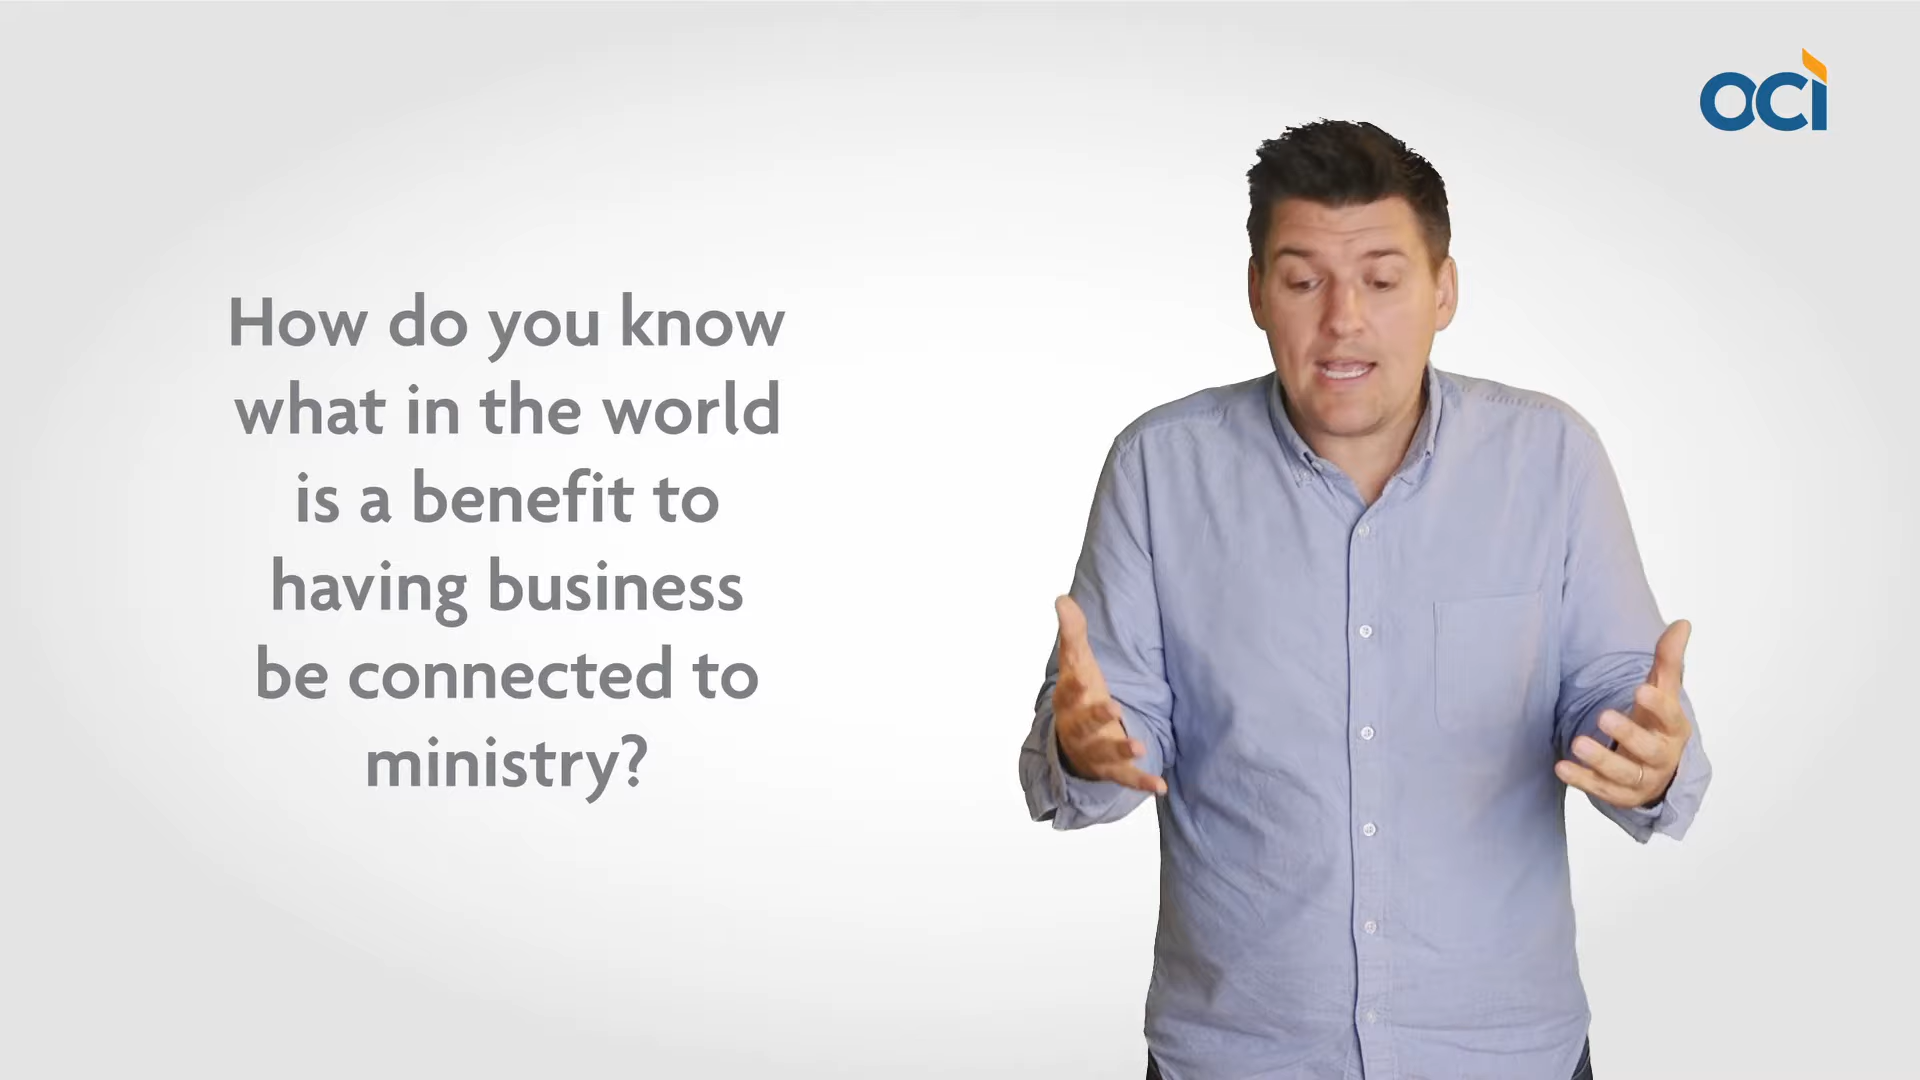 oci
How do you know
what in the world
is a benefit to
having business
be connected to
ministry?